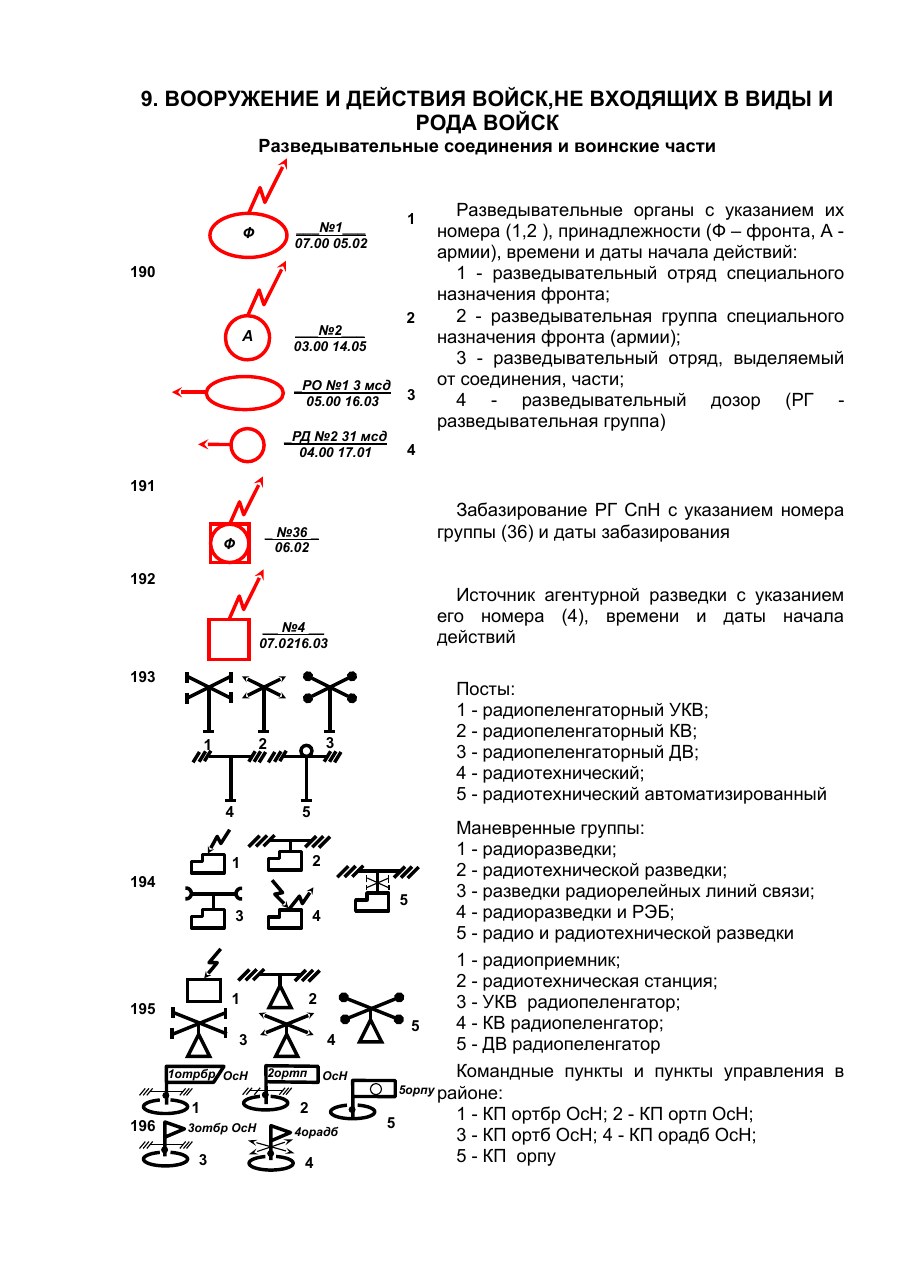 9. ВООРУЖЕНИЕ И ДЕЙСТВИЯ ВОЙСК,НЕ ВХОДЯЩИХ В ВИДЫ И
РОДА ВОЙСК
Разведывательные соединения и воинские части
190
Ф
№1
07.00 05.02
1
А
№2
03.00 14.05
2
РО №1 3 мсд
05.00 16.03
3
РД №2 31 мсд
04.00 17.01
4
Разведывательные органы с указанием их
номера (1,2 ), принадлежности (Ф – фронта, А -
армии), времени и даты начала действий:
1 - разведывательный отряд специального
назначения фронта;
2 - разведывательная группа специального
назначения фронта (армии);
3 - разведывательный отряд, выделяемый
от соединения, части;
4 - разведывательный дозор (РГ -
разведывательная группа)
191
Ф
№36
06.02
Забазирование РГ СпН с указанием номера
группы (36) и даты забазирования
192
№4
07.0216.03
Источник агентурной разведки с указанием
его номера (4), времени и даты начала
действий
193
1 2 3
4 5
Посты:
1 - радиопеленгаторный УКВ;
2 - радиопеленгаторный КВ;
3 - радиопеленгаторный ДВ;
4 - радиотехнический;
5 - радиотехнический автоматизированный
194
1 2
3 4 5
Маневренные группы:
1 - радиоразведки;
2 - радиотехнической разведки;
3 - разведки радиорелейных линий связи;
4 - радиоразведки и РЭБ;
5 - радио и радиотехнической разведки
195
1 2
3 4 5
1 - радиоприемник;
2 - радиотехническая станция;
3 - УКВ радиопеленгатор;
4 - КВ радиопеленгатор;
5 - ДВ радиопеленгатор
196
1отрбр ОсН
1
2ортп ОсН
2
5орпу
5
3отбр ОсН
3
4орадб
4
Командные пункты и пункты управления в
районе:
1 - КП ортбр ОсН; 2 - КП ортп ОсН;
3 - КП ортб ОсН; 4 - КП орадб ОсН;
5 - КП орпу